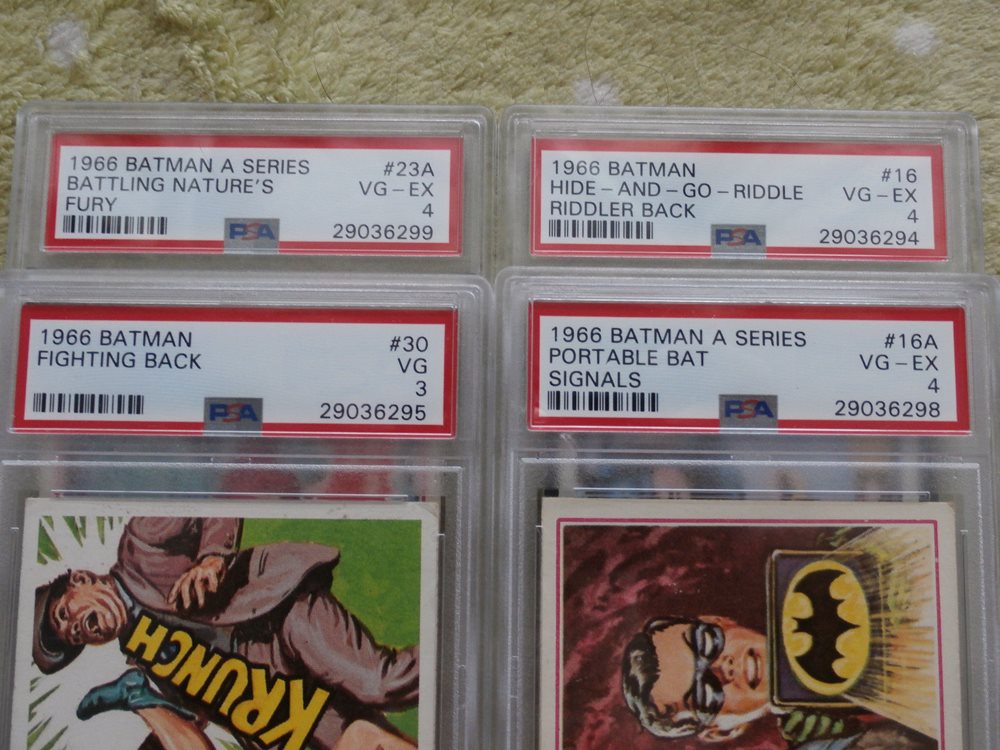 1966 BATMAN A SERIES #23A
BATTLING NATURE'S VG-EX
FURY 4
PSA 29036299
1966 BATMAN #16
HIDE-AND-GO-RIDDLE VG-EX
RIDDLER BACK 4
PSA 29036294
1966 BATMAN #30
FIGHTING BACK VG
3
PSA 29036295
1966 BATMAN A SERIES #16A
PORTABLE BAT VG-EX
SIGNALS 4
PSA 29036298
KRUNCH